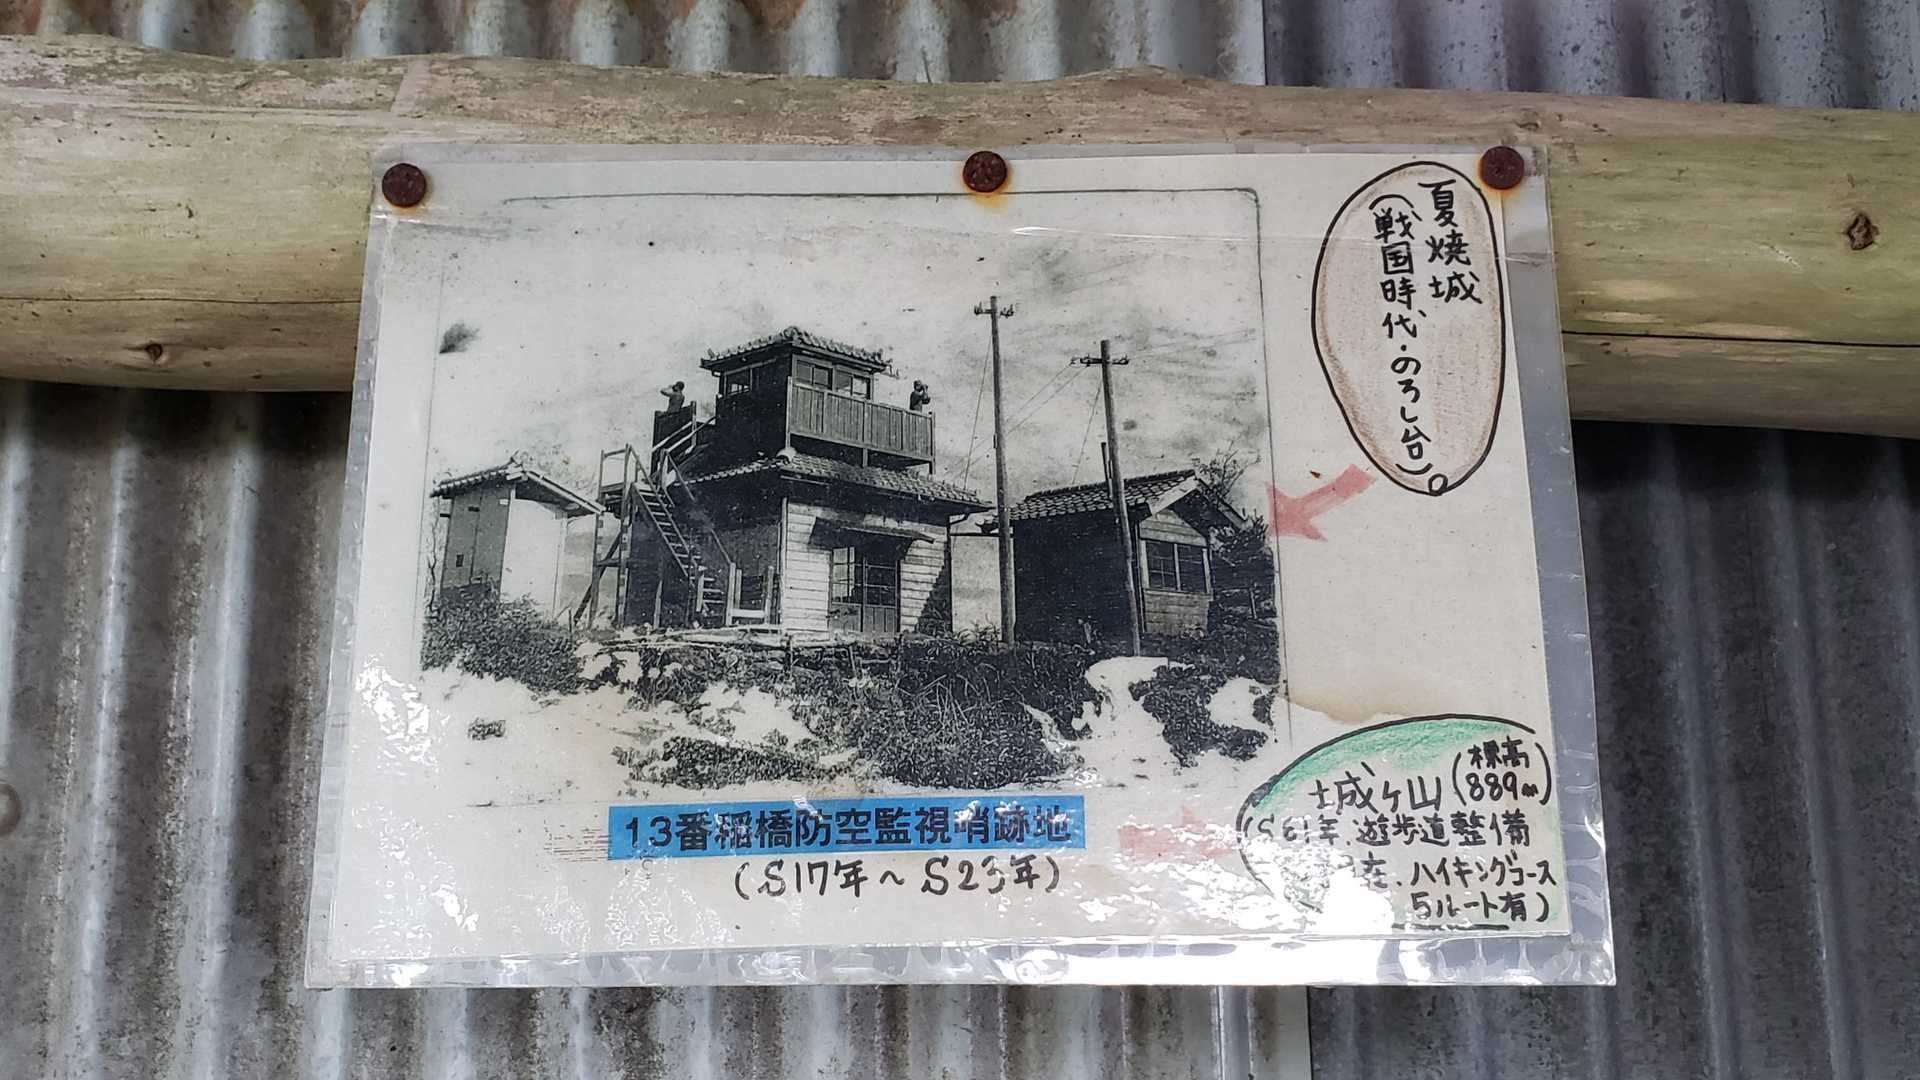 夏焼城
(戦国時代・のろし台)。
13番稲橋防空監視哨跡地
(S17年～S23年)
城ヶ山(標高
889m)
(S61年.遊歩道整備
在.ハイキングコース
5ルート有)